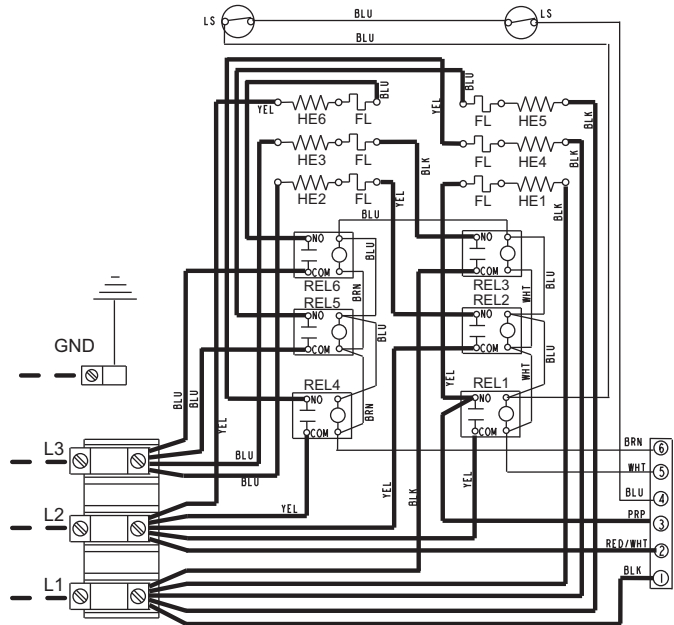 LS BLU LS
BLU
YEL HE6 FL BLU
YEL BLU FL HE5 BLK
HE3 FL BLK
FL HE4 BLK
HE2 FL YEL
FL HE1 BLK
BLU
NO BLU
COM
REL6
BRN
NO
COM
REL3
WHT
BLU
REL5
NO
COM
BLU
REL2
NO
COM
BLU
WHT
GND
REL4
NO
COM
BRN
YEL
REL1
NO
COM
BLU
BLU
YEL
L3
BLU
BLU
YEL
BLK
YEL
YEL
L2
L1
BRN 6
WHT 5
BLU 4
PRP 3
RED/WHT 2
BLK 1